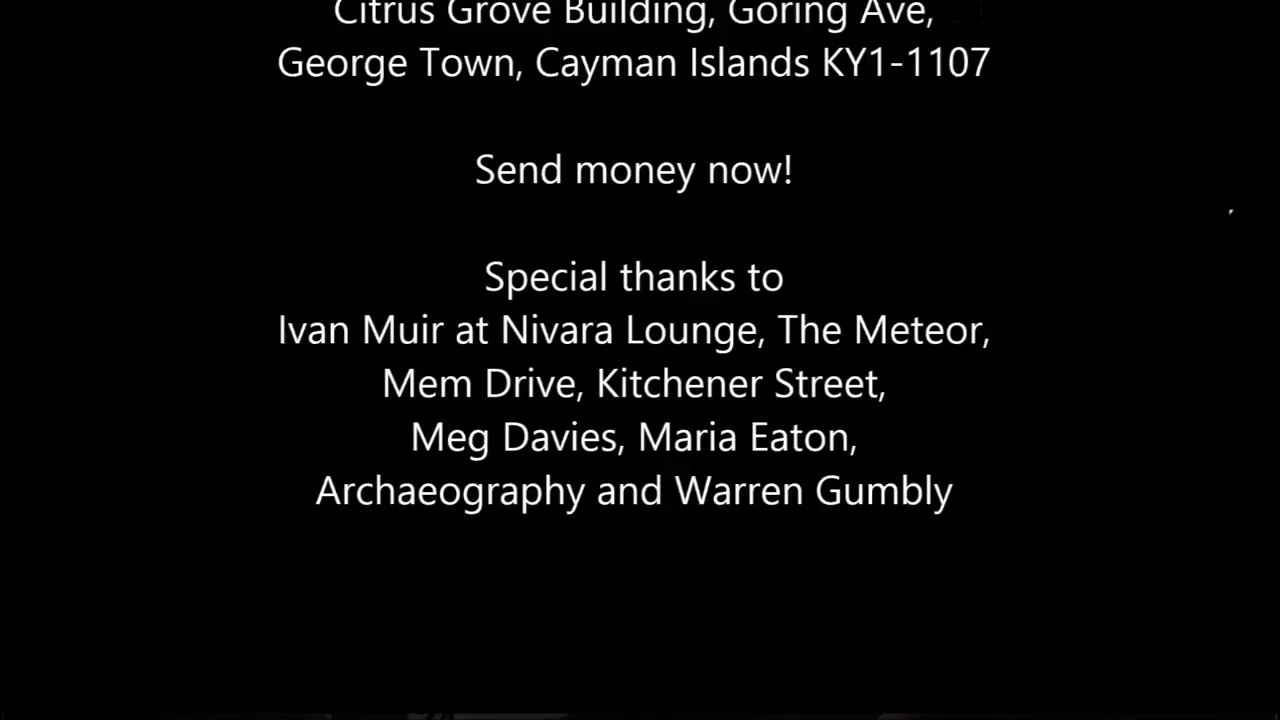 Citrus Grove Building, Goring Ave,
George Town, Cayman Islands KY1-1107
Send money now!
Special thanks to
Ivan Muir at Nivara Lounge, The Meteor,
Mem Drive, Kitchener Street,
Meg Davies, Maria Eaton,
Archaeography and Warren Gumbly